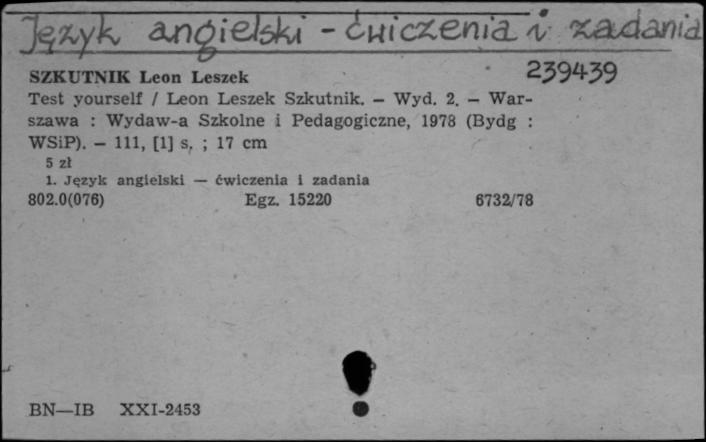 Język angielski - ćwiczenia i zadania
239439
SZKUTNIK Leon Leszek
Test yourself / Leon Leszek Szkutnik. — Wyd. 2. — War-
szawa : Wydaw-a Szkolne i Pedagogiczne, 1978 (Bydg :
WSiP). — 111, [1] s. ; 17 cm
5 zł
1. Język angielski — ćwiczenia i zadania
802.0(076) Egz. 15220 6732/78
BN—IB XXI-2453